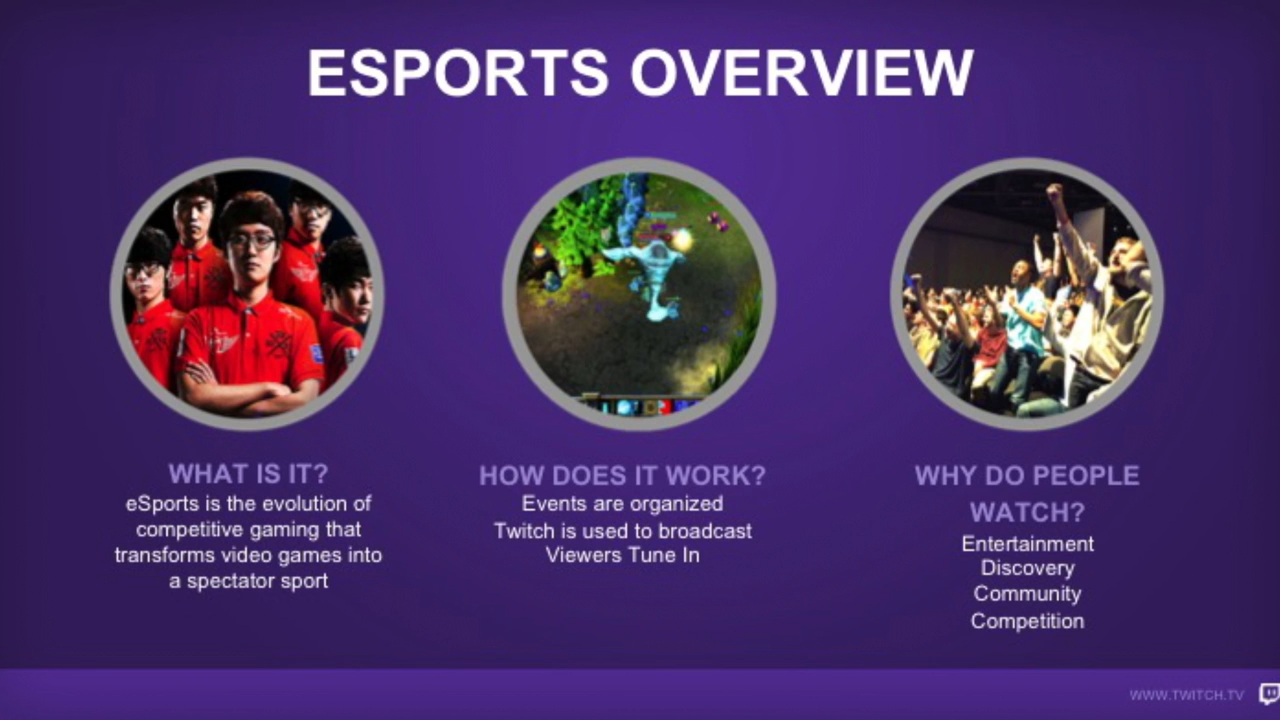 ESPORTS OVERVIEW
WHAT IS IT?
eSports is the evolution of
competitive gaming that
transforms video games into
a spectator sport
HOW DOES IT WORK?
Events are organized
Twitch is used to broadcast
Viewers Tune In
WHY DO PEOPLE
WATCH?
Entertainment
Discovery
Community
Competition
WWW.TWITCH.TV